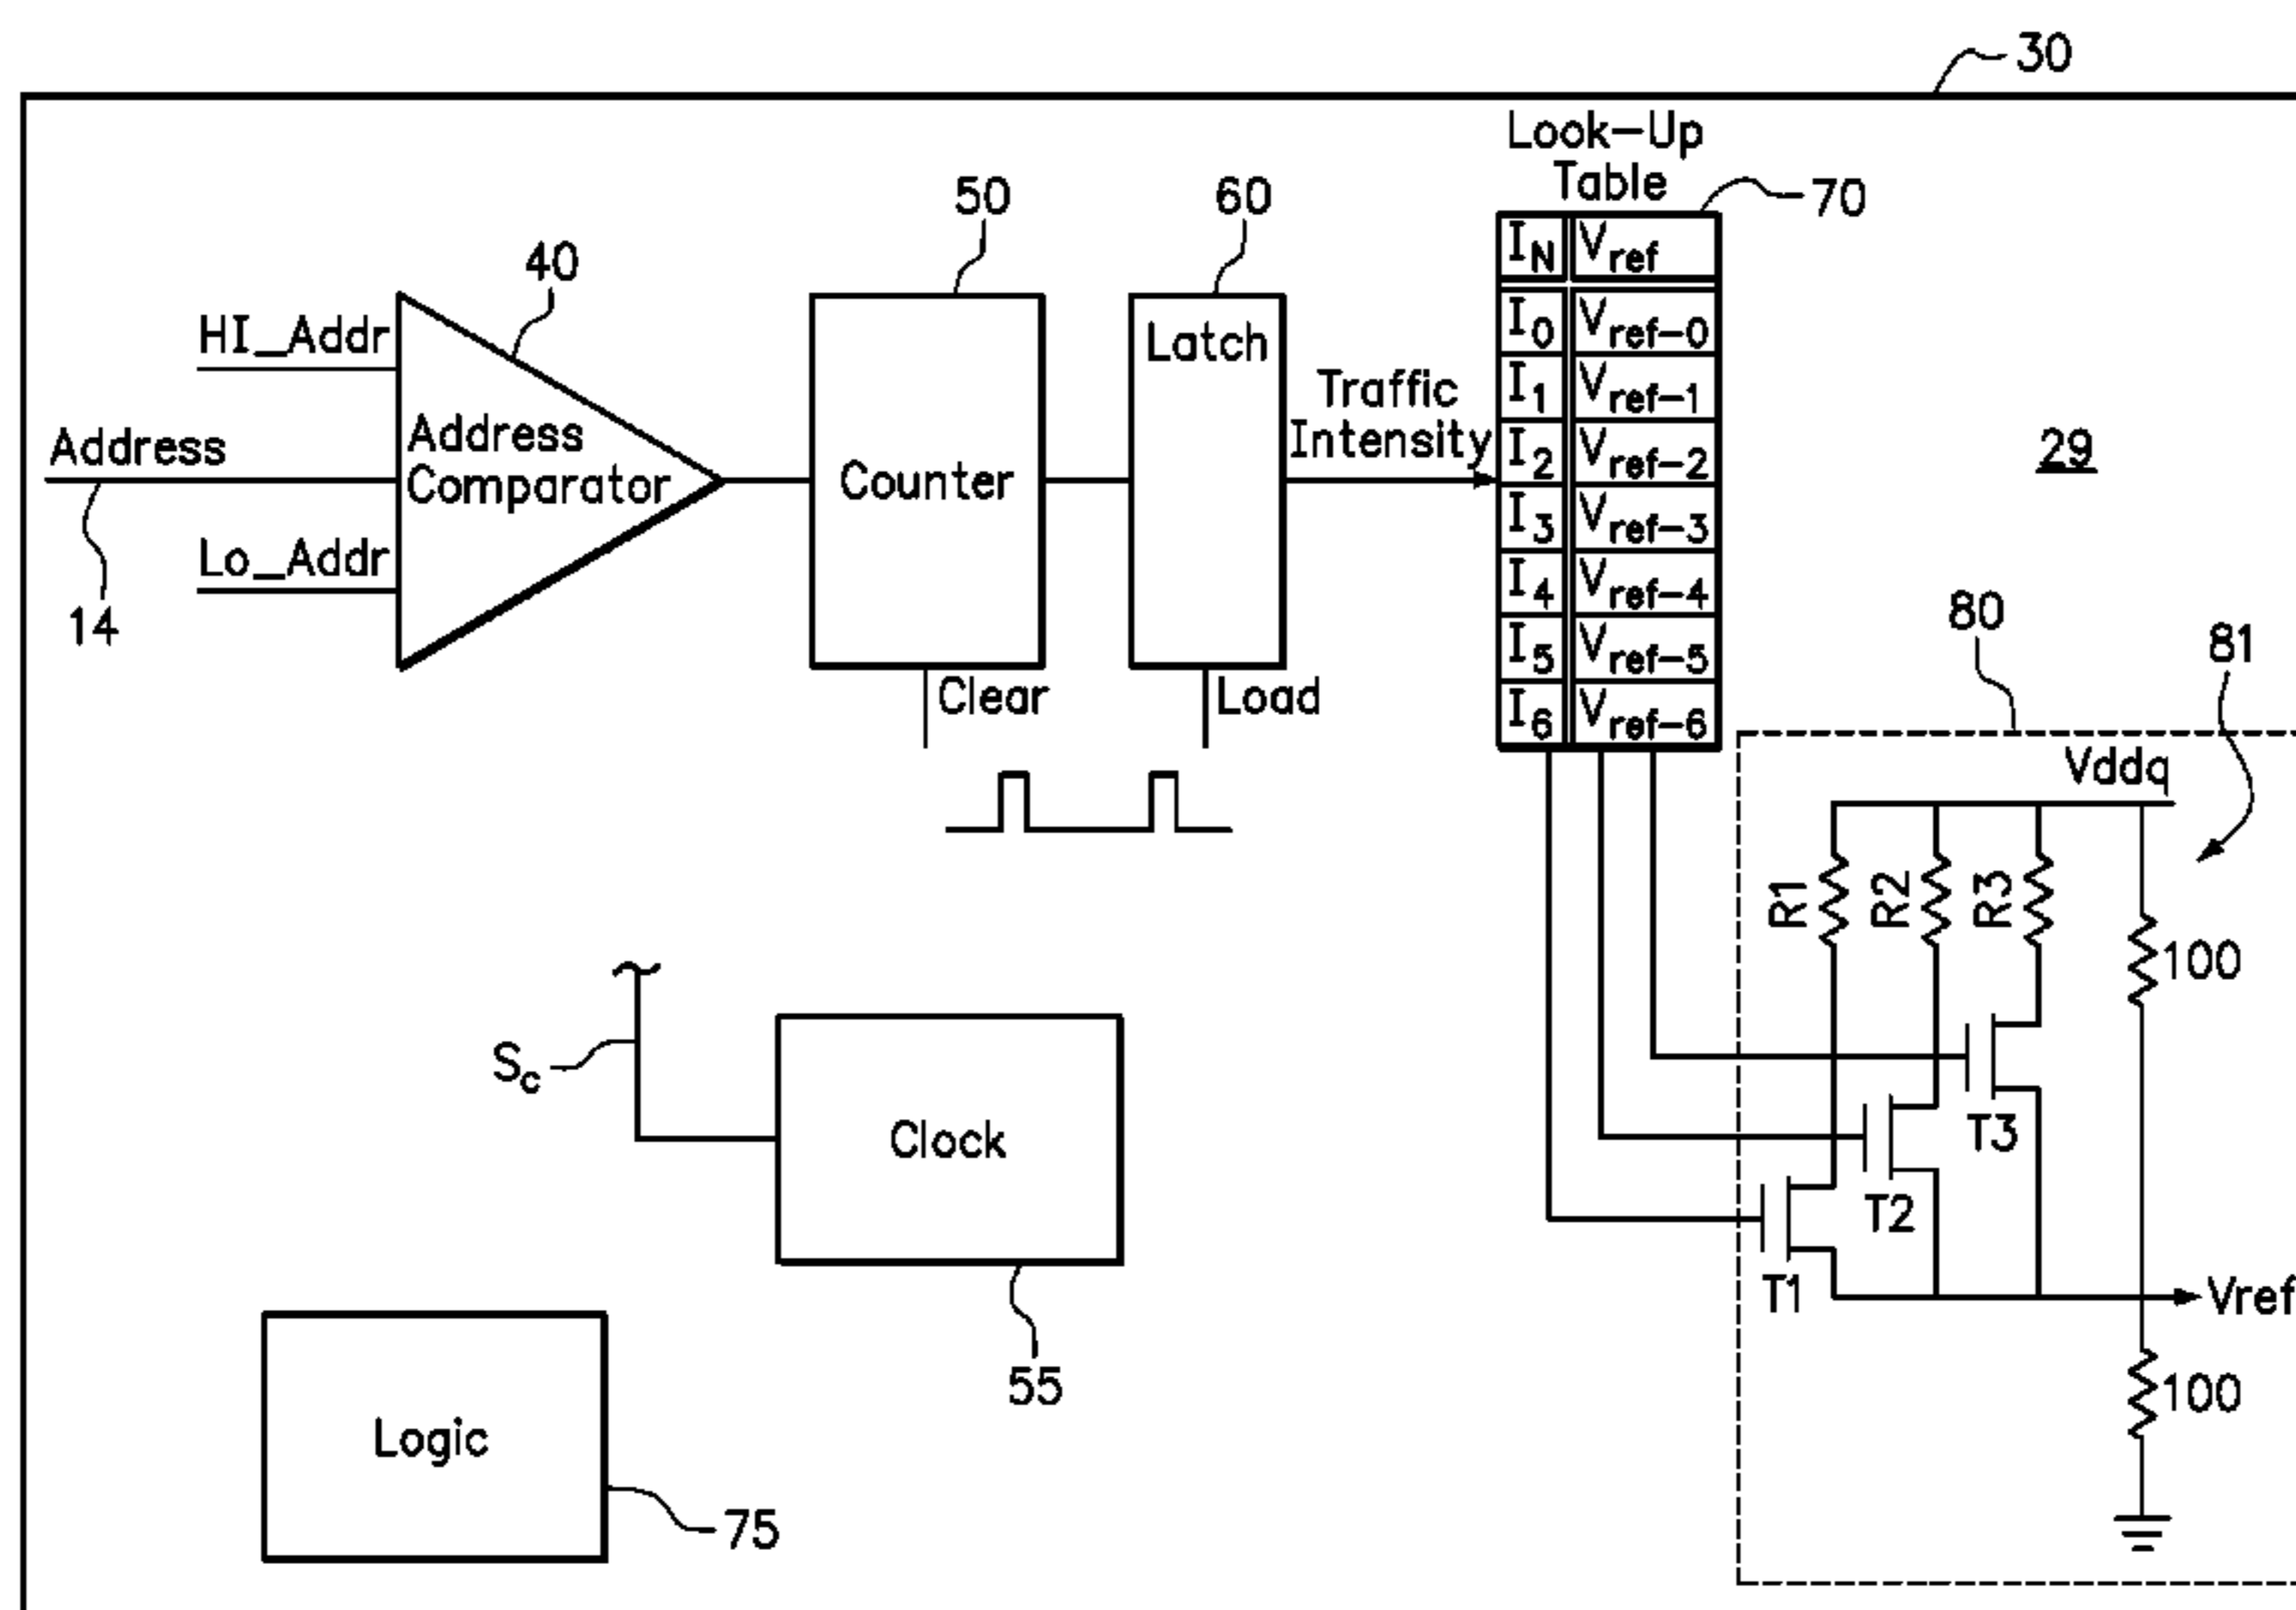 30
Look-Up
Table
70
50
60
40
I_N V_ref
I_0 V_ref-0
I_1 V_ref-1
I_2 V_ref-2
I_3 V_ref-3
I_4 V_ref-4
I_5 V_ref-5
I_6 V_ref-6
HI_Addr
Address
Lo_Addr
14
Address
Comparator
Counter
Clear
Latch
Load
Traffic
Intensity
29
80
81
Vddq
R1
R2
R3
100
T3
T2
T1
Vref
100
S_c
Clock
55
Logic
75